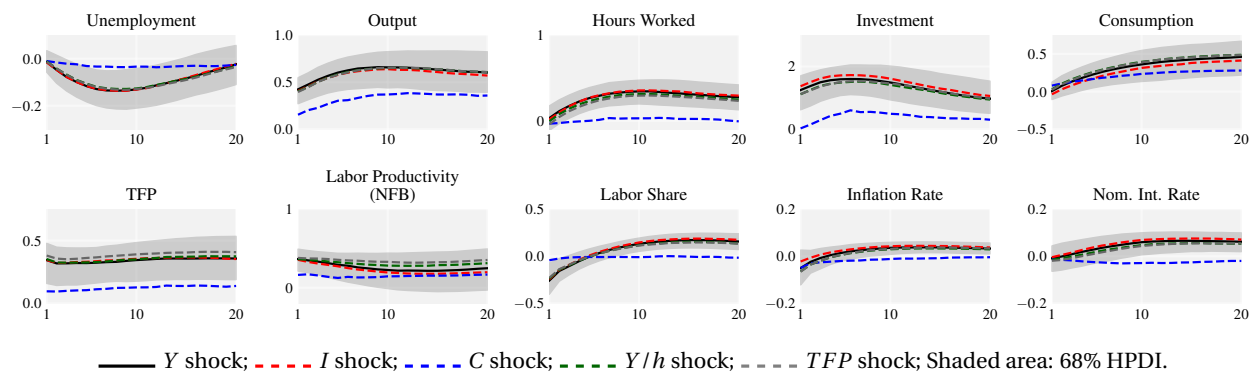 Unemployment
Output
Hours Worked
Investment
Consumption
0.0
−0.2
1 10 20
1.0
0.5
0.0
1 10 20
1
0
1 10 20
2
0
1 10 20
0.5
0.0
−0.5
1 10 20
TFP
Labor Productivity
(NFB)
Labor Share
Inflation Rate
Nom. Int. Rate
0.5
0.0
1 10 20
1
0
1 10 20
0.5
0.0
−0.5
1 10 20
0.2
0.0
−0.2
1 10 20
0.2
0.0
−0.2
1 10 20
Y shock; I shock; C shock; Y/h shock; TFP shock; Shaded area: 68% HPDI.